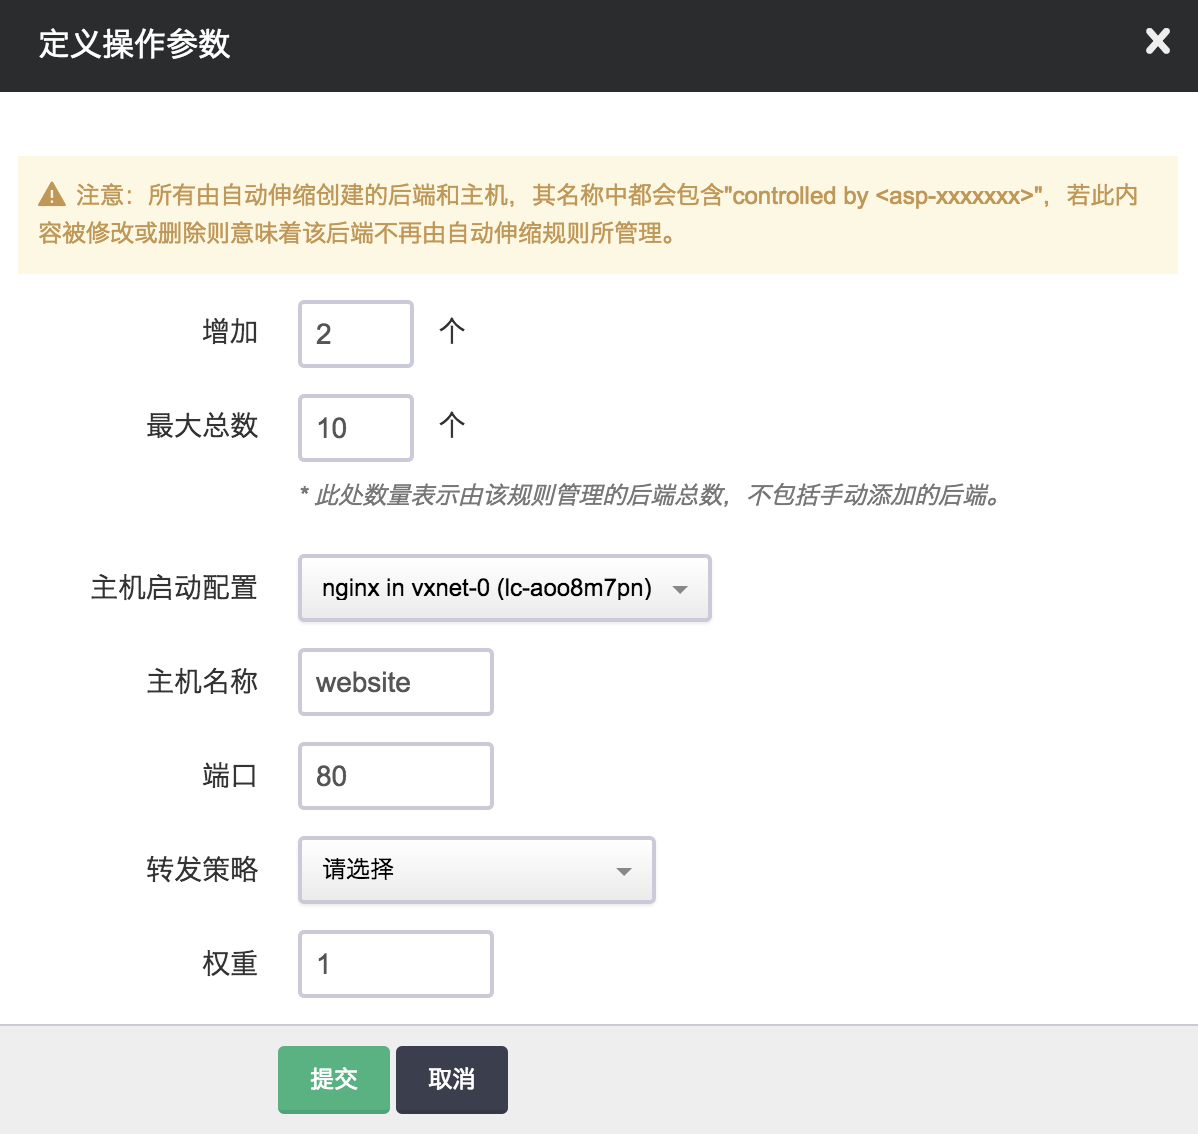 定义操作参数
注意：所有由自动伸缩创建的后端和主机，其名称中都会包含"controlled by <asp-xxxxxxx>"，若此内
容被修改或删除则意味着该后端不再由自动伸缩规则所管理。
增加 2 个
最大总数 10 个
* 此处数量表示由该规则管理的后端总数，不包括手动添加的后端。
主机启动配置 nginx in vxnet-0 (lc-aoo8m7pn)
主机名称 website
端口 80
转发策略 请选择
权重 1
提交 取消